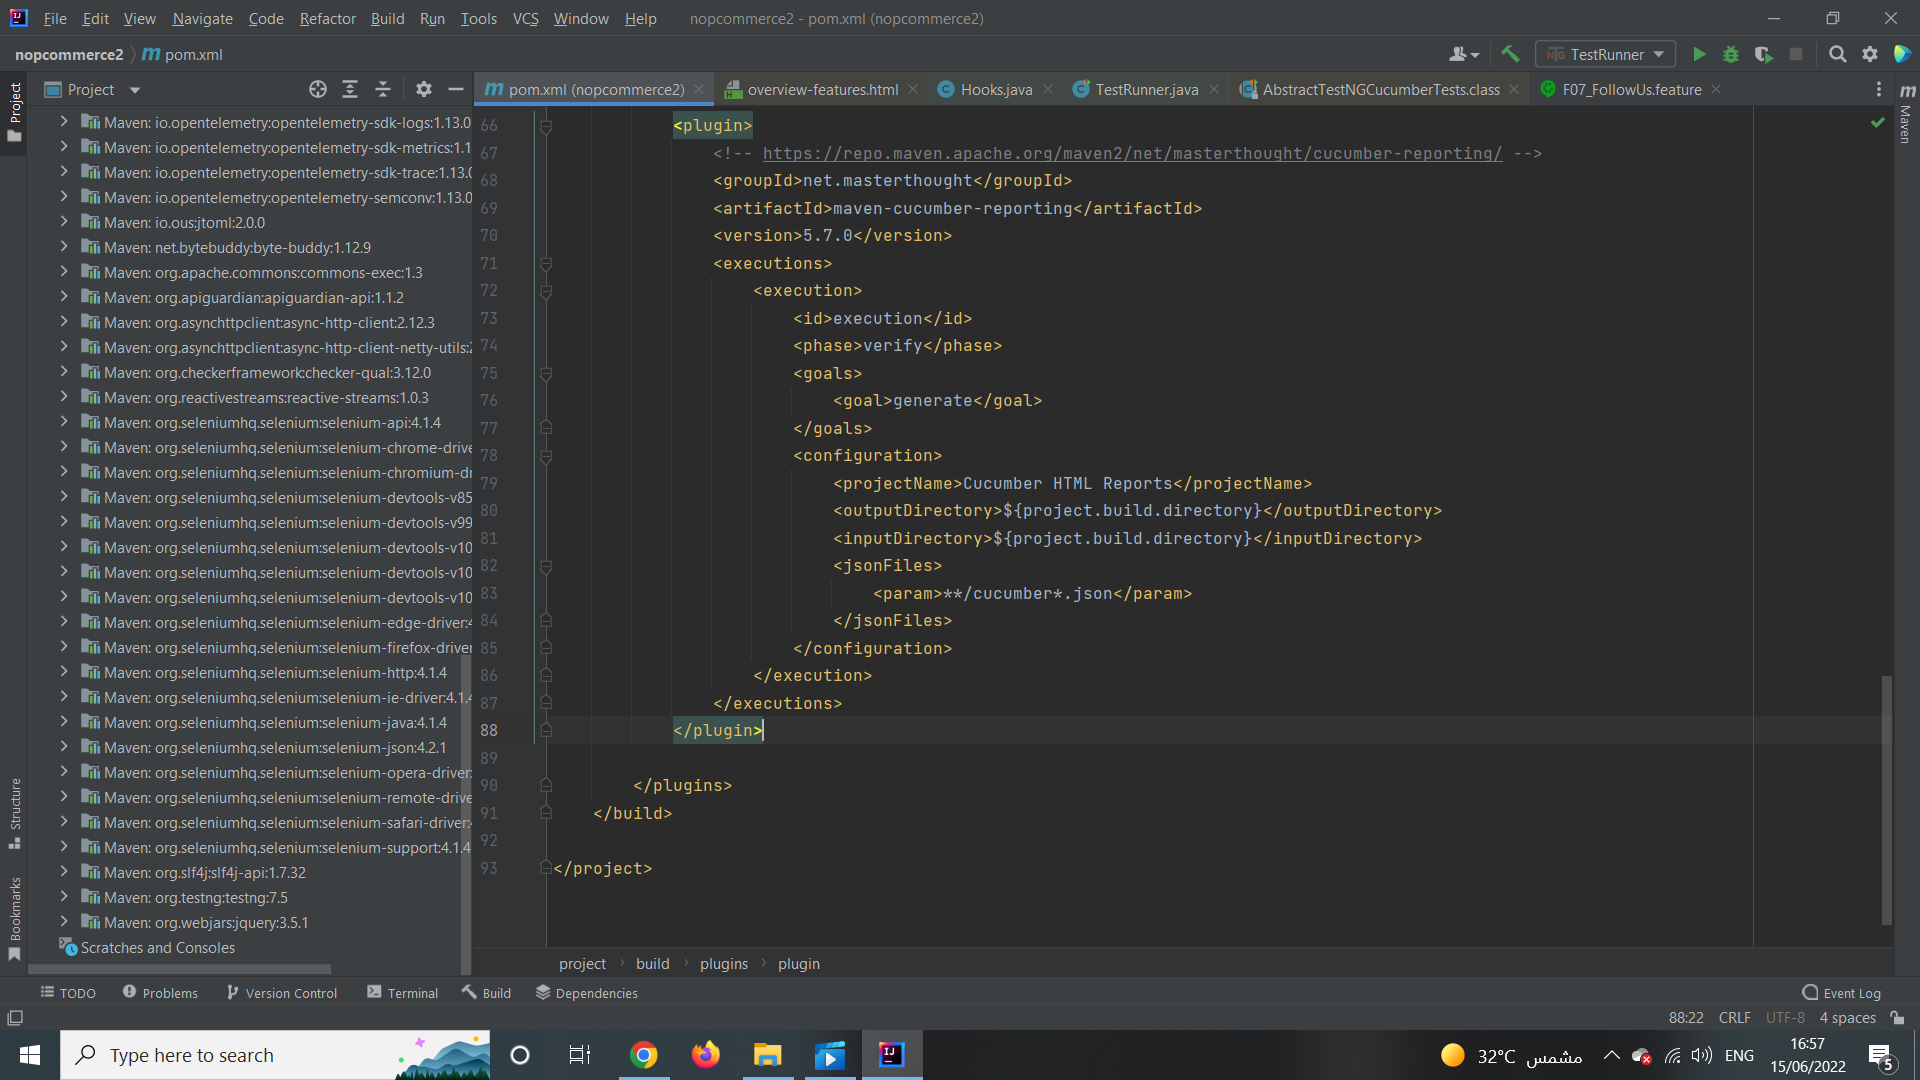 File Edit View Navigate Code Refactor Build Run Tools VCS Window Help nopcommerce2 - pom.xml (nopcommerce2)
nopcommerce2 pom.xml TestRunner
Project
pom.xml (nopcommerce2) overview-features.html Hooks.java TestRunner.java AbstractTestNGCucumberTests.class F07_FollowUs.feature
Project
Structure
Bookmarks
Maven
Maven: io.opentelemetry:opentelemetry-sdk-logs:1.13.0
Maven: io.opentelemetry:opentelemetry-sdk-metrics:1.1
Maven: io.opentelemetry:opentelemetry-sdk-trace:1.13.0
Maven: io.opentelemetry:opentelemetry-semconv:1.13.0
Maven: io.ous:jtoml:2.0.0
Maven: net.bytebuddy:byte-buddy:1.12.9
Maven: org.apache.commons:commons-exec:1.3
Maven: org.apiguardian:apiguardian-api:1.1.2
Maven: org.asynchttpclient:async-http-client:2.12.3
Maven: org.asynchttpclient:async-http-client-netty-utils:2
Maven: org.checkerframework:checker-qual:3.12.0
Maven: org.reactivestreams:reactive-streams:1.0.3
Maven: org.seleniumhq.selenium:selenium-api:4.1.4
Maven: org.seleniumhq.selenium:selenium-chrome-drive
Maven: org.seleniumhq.selenium:selenium-chromium-dr
Maven: org.seleniumhq.selenium:selenium-devtools-v85
Maven: org.seleniumhq.selenium:selenium-devtools-v99
Maven: org.seleniumhq.selenium:selenium-devtools-v10
Maven: org.seleniumhq.selenium:selenium-devtools-v10
Maven: org.seleniumhq.selenium:selenium-devtools-v10
Maven: org.seleniumhq.selenium:selenium-edge-driver:4
Maven: org.seleniumhq.selenium:selenium-firefox-driver
Maven: org.seleniumhq.selenium:selenium-http:4.1.4
Maven: org.seleniumhq.selenium:selenium-ie-driver:4.1.4
Maven: org.seleniumhq.selenium:selenium-java:4.1.4
Maven: org.seleniumhq.selenium:selenium-json:4.2.1
Maven: org.seleniumhq.selenium:selenium-opera-driver:
Maven: org.seleniumhq.selenium:selenium-remote-drive
Maven: org.seleniumhq.selenium:selenium-safari-driver:
Maven: org.seleniumhq.selenium:selenium-support:4.1.4
Maven: org.slf4j:slf4j-api:1.7.32
Maven: org.testng:testng:7.5
Maven: org.webjars:jquery:3.5.1
Scratches and Consoles
66 <plugin>
67 <!-- https://repo.maven.apache.org/maven2/net/masterthought/cucumber-reporting/ -->
68 <groupId>net.masterthought</groupId>
69 <artifactId>maven-cucumber-reporting</artifactId>
70 <version>5.7.0</version>
71 <executions>
72 <execution>
73 <id>execution</id>
74 <phase>verify</phase>
75 <goals>
76 <goal>generate</goal>
77 </goals>
78 <configuration>
79 <projectName>Cucumber HTML Reports</projectName>
80 <outputDirectory>${project.build.directory}</outputDirectory>
81 <inputDirectory>${project.build.directory}</inputDirectory>
82 <jsonFiles>
83 <param>**/cucumber*.json</param>
84 </jsonFiles>
85 </configuration>
86 </execution>
87 </executions>
88 </plugin>
89
90 </plugins>
91 </build>
92
93 </project>
project build plugins plugin
TODO Problems Version Control Terminal Build Dependencies Event Log
88:22 CRLF UTF-8 4 spaces
Type here to search
32°C مشمس ENG 16:57
15/06/2022 5